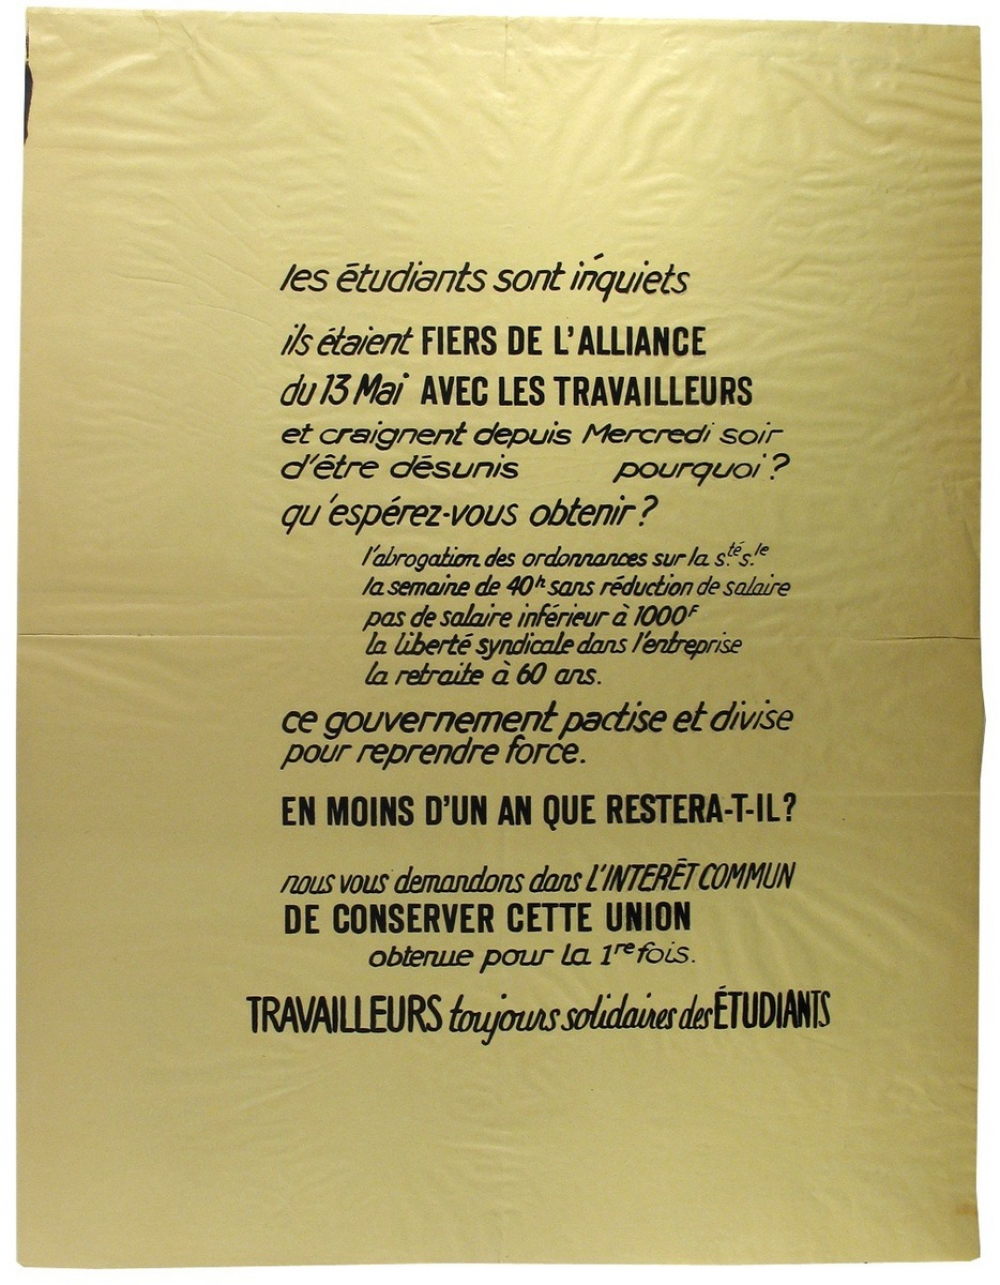 les étudiants sont inquiets
ils étaient FIERS DE L'ALLIANCE
du 13 Mai AVEC LES TRAVAILLEURS
et craignent depuis Mercredi soir
d'être désunis pourquoi ?
qu'espérez-vous obtenir ?
l'abrogation des ordonnances sur la s.té s.le
la semaine de 40h sans réduction de salaire
pas de salaire inférieur à 1000F
la liberté syndicale dans l'entreprise
la retraite à 60 ans.
ce gouvernement pactise et divise
pour reprendre force.
EN MOINS D'UN AN QUE RESTERA-T-IL ?
nous vous demandons dans L'INTERÊT COMMUN
DE CONSERVER CETTE UNION
obtenue pour la 1re fois.
TRAVAILLEURS toujours solidaires des ÉTUDIANTS